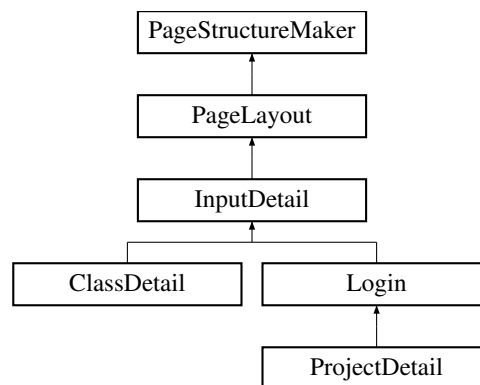 PageStructureMaker
PageLayout
InputDetail
ClassDetail
Login
ProjectDetail